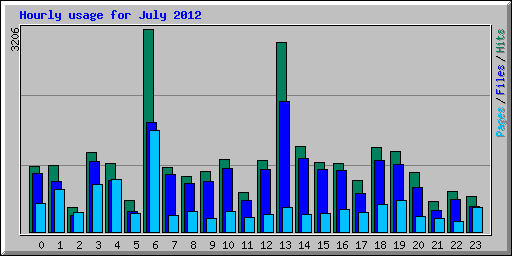 Hourly usage for July 2012
3206
Pages / Files / Hits
0 1 2 3 4 5 6 7 8 9 10 11 12 13 14 15 16 17 18 19 20 21 22 23